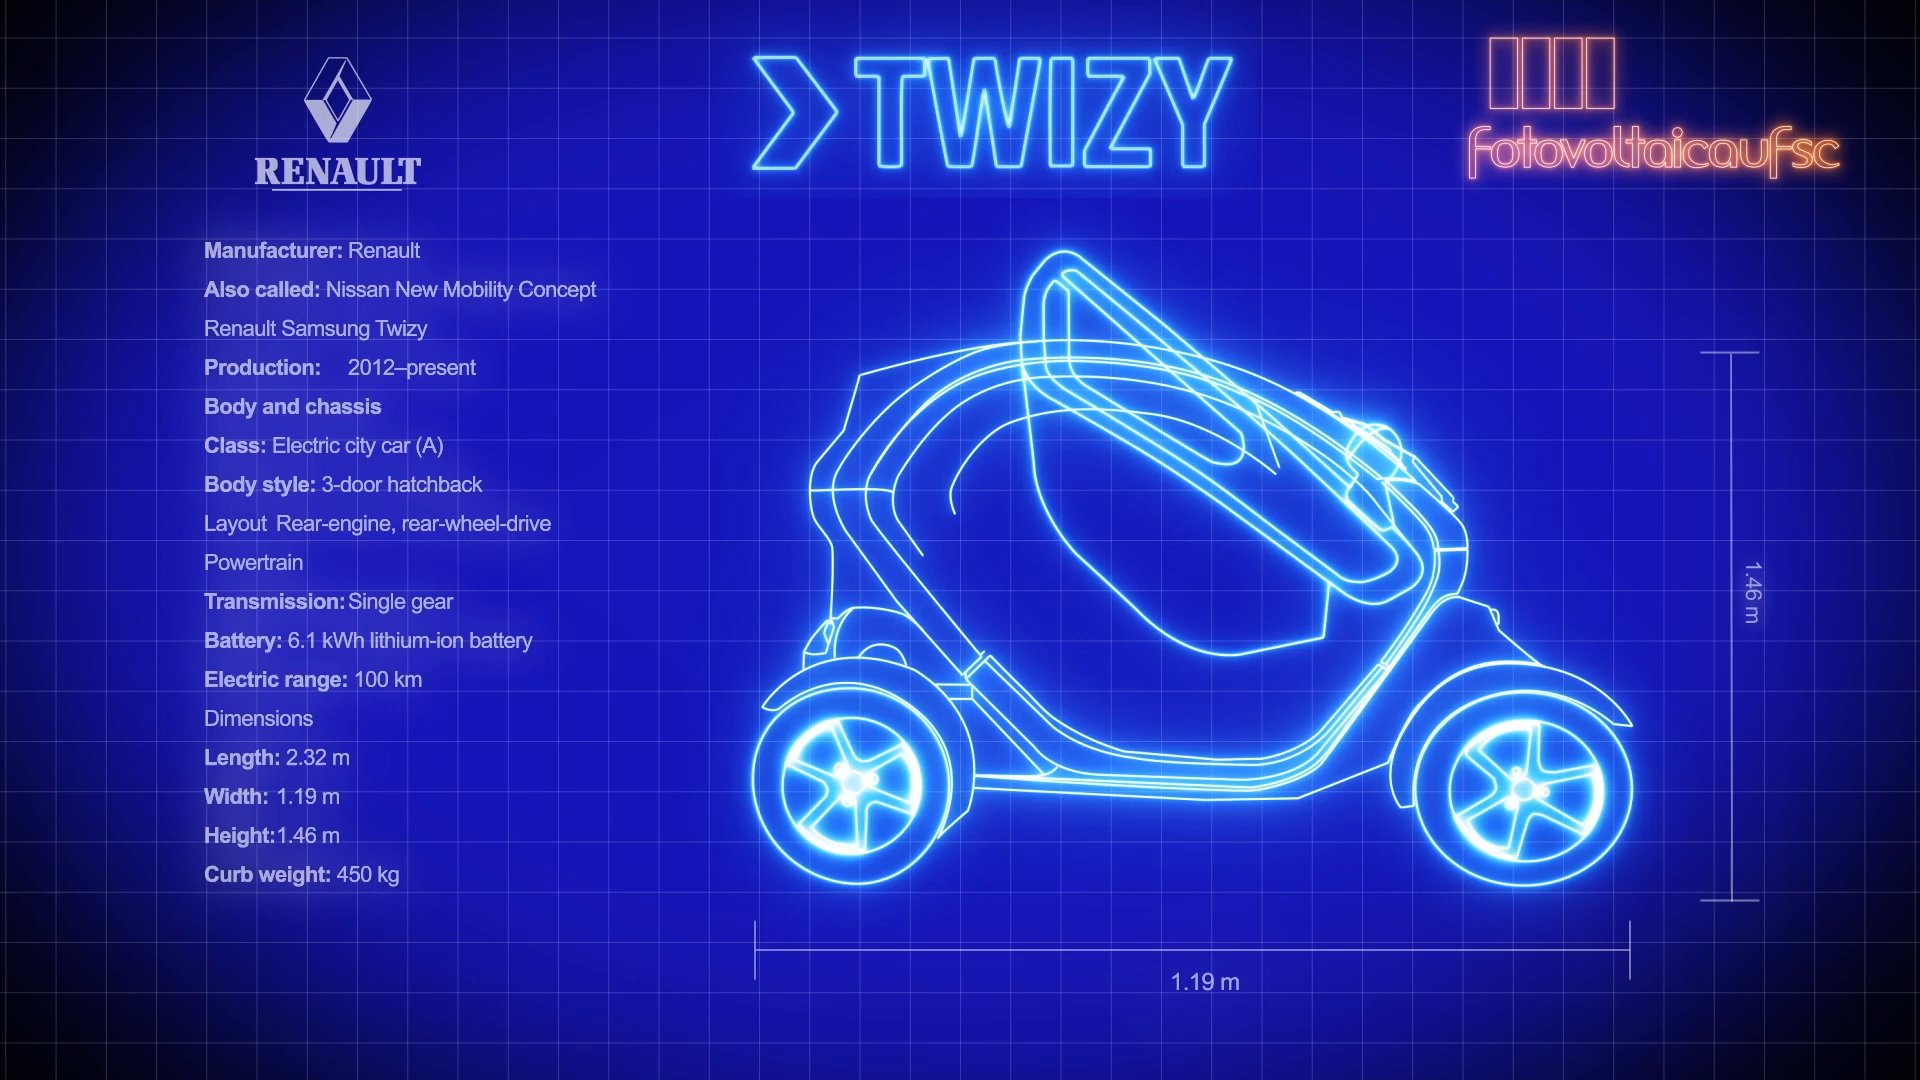 RENAULT
TWIZY
fotovoltaicaufsc
Manufacturer: Renault
Also called: Nissan New Mobility Concept
Renault Samsung Twizy
Production: 2012–present
Body and chassis
Class: Electric city car (A)
Body style: 3-door hatchback
Layout Rear-engine, rear-wheel-drive
Powertrain
Transmission: Single gear
Battery: 6.1 kWh lithium-ion battery
Electric range: 100 km
Dimensions
Length: 2.32 m
Width: 1.19 m
Height:1.46 m
Curb weight: 450 kg
1.46 m
1.19 m